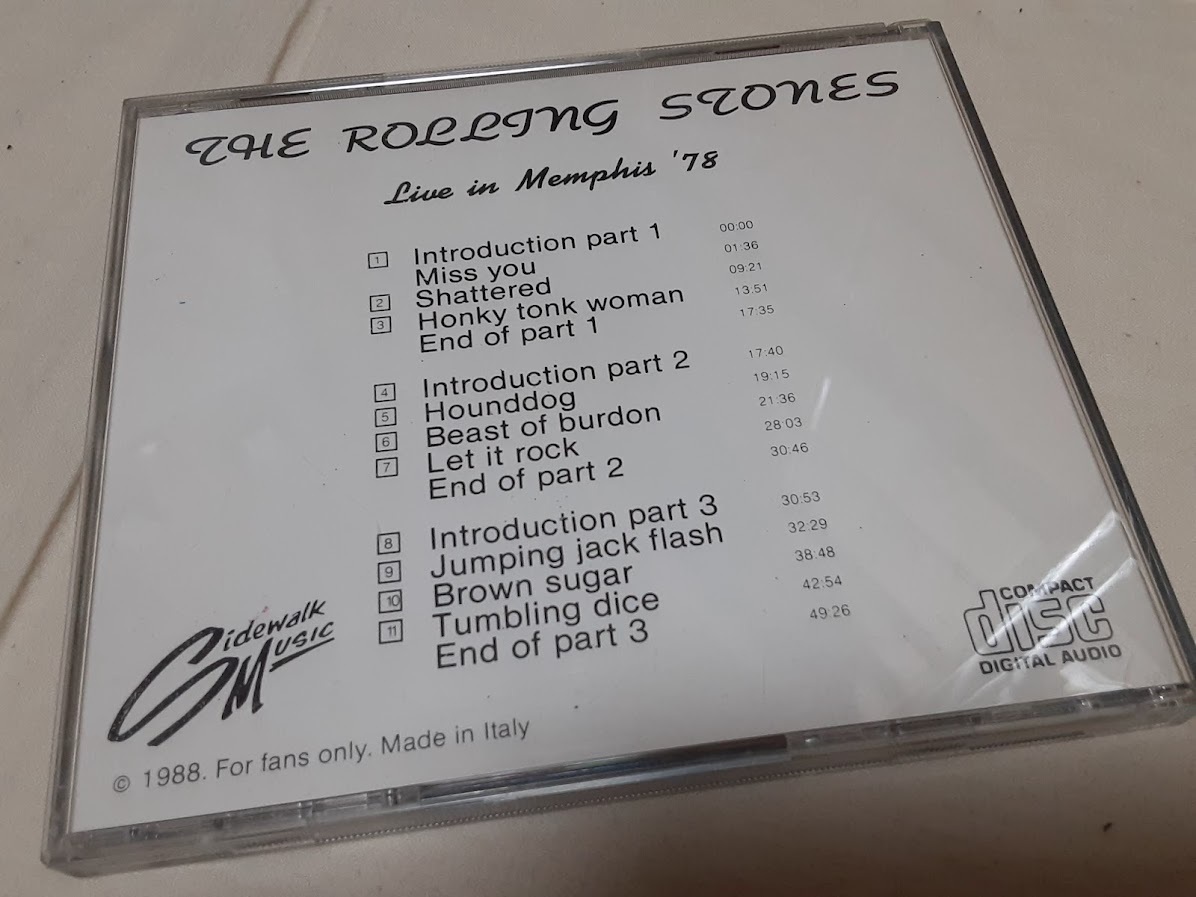 THE ROLLING STONES
Live in Memphis '78
1 Introduction part 1 00:00
Miss you 01:36
2 Shattered 09:21
3 Honky tonk woman 13:51
End of part 1 17:35
4 Introduction part 2 17:40
5 Hounddog 19:15
6 Beast of burdon 21:36
7 Let it rock 28:03
End of part 2 30:46
8 Introduction part 3 30:53
9 Jumping jack flash 32:29
10 Brown sugar 38:48
11 Tumbling dice 42:54
End of part 3 49:26
Sidewalk
Music
SM
COMPACT
disc
DIGITAL AUDIO
© 1988. For fans only. Made in Italy